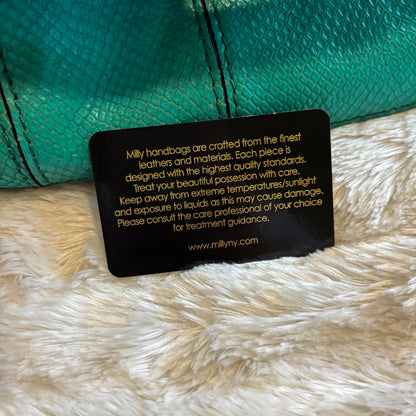 Milly handbags are crafted from the finest
leathers and materials. Each piece is
designed with the highest quality standards.
Treat your beautiful possession with care.
Keep away from extreme temperatures/sunlight
and exposure to liquids as this may cause damage.
Please consult the care professional of your choice
for treatment guidance.
www.millyny.com